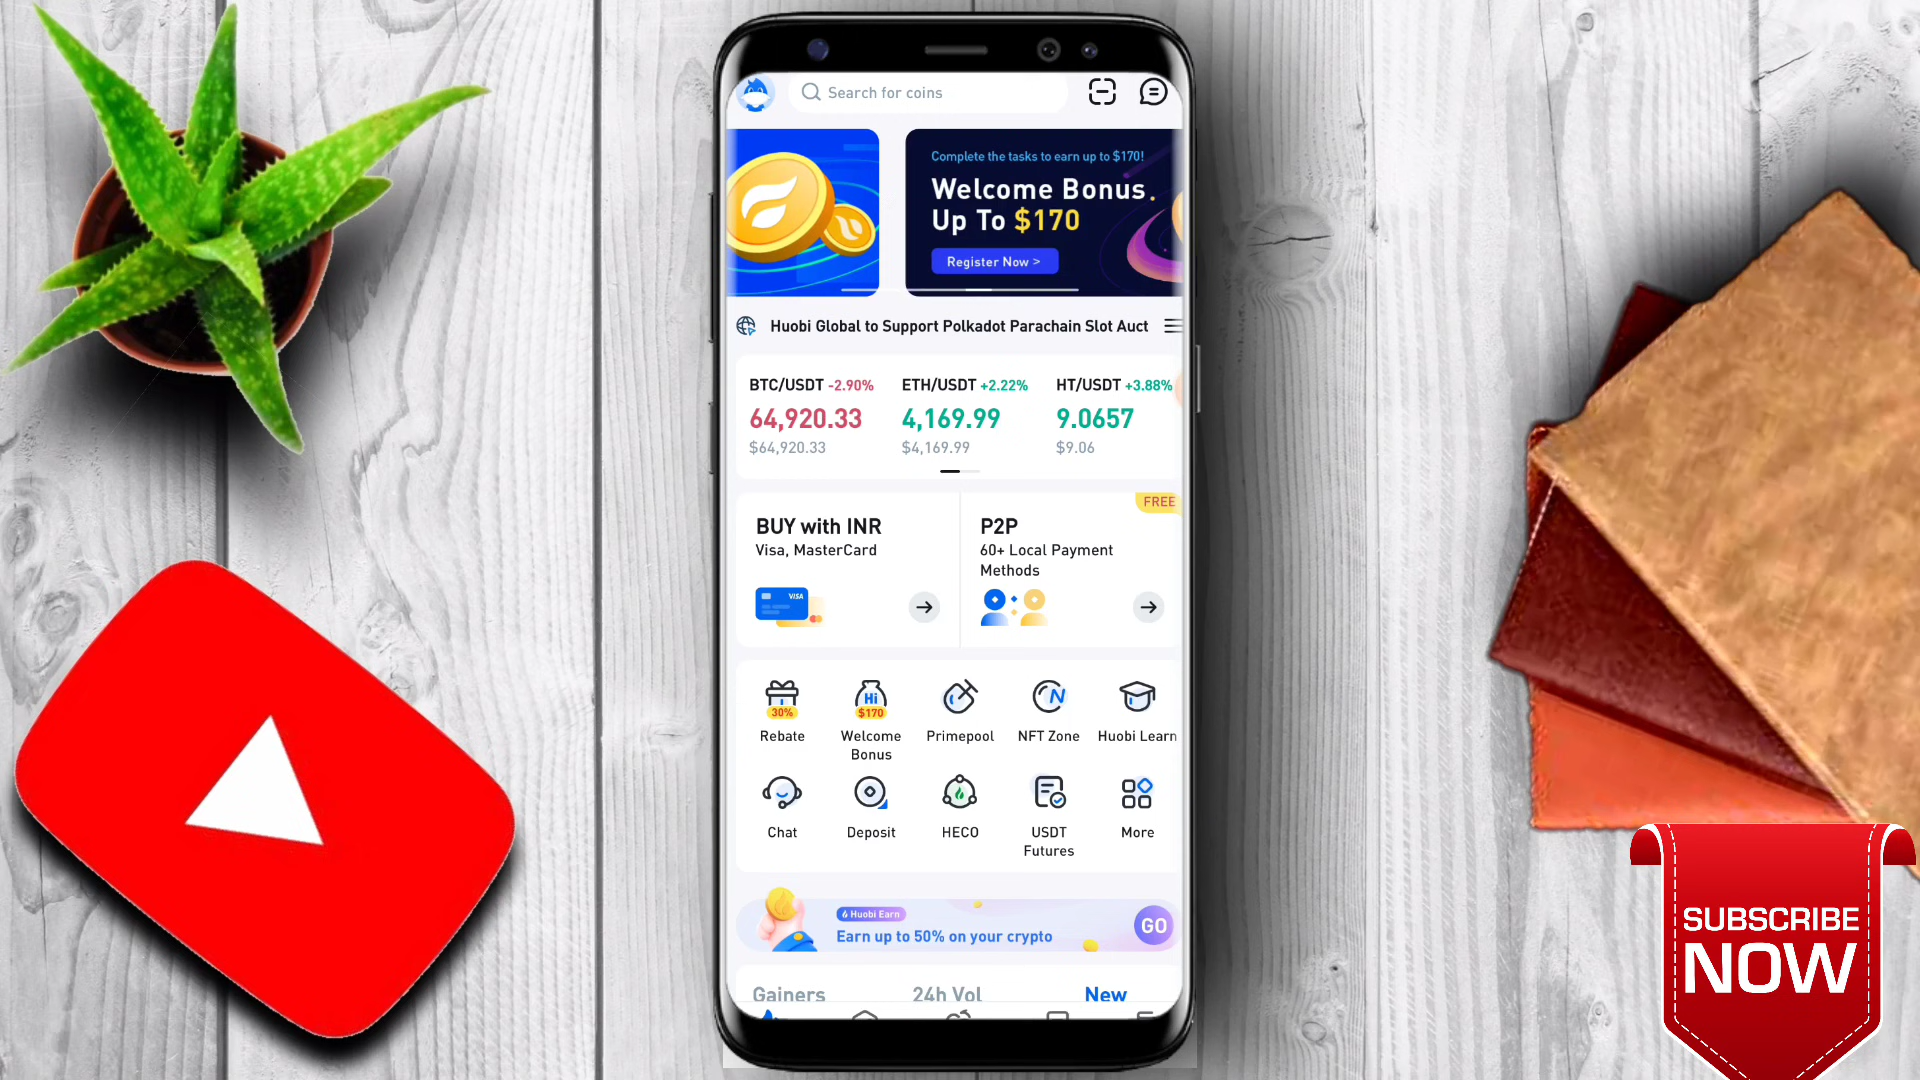 Search for coins
Complete the tasks to earn up to $170!
Welcome Bonus
Up To $170
Register Now >
Huobi Global to Support Polkadot Parachain Slot Auct
BTC/USDT -2.90%
64,920.33
$64,920.33
ETH/USDT +2.22%
4,169.99
$4,169.99
HT/USDT +3.88%
9.0657
$9.06
BUY with INR
Visa, MasterCard
VISA
FREE
P2P
60+ Local Payment
Methods
30%
Rebate
Hi
$170
Welcome
Bonus
Primepool
N
NFT Zone
Huobi Learn
Chat
Deposit
HECO
USDT
Futures
More
Huobi Earn
Earn up to 50% on your crypto
GO
Gainers
24h Vol
New
SUBSCRIBE
NOW